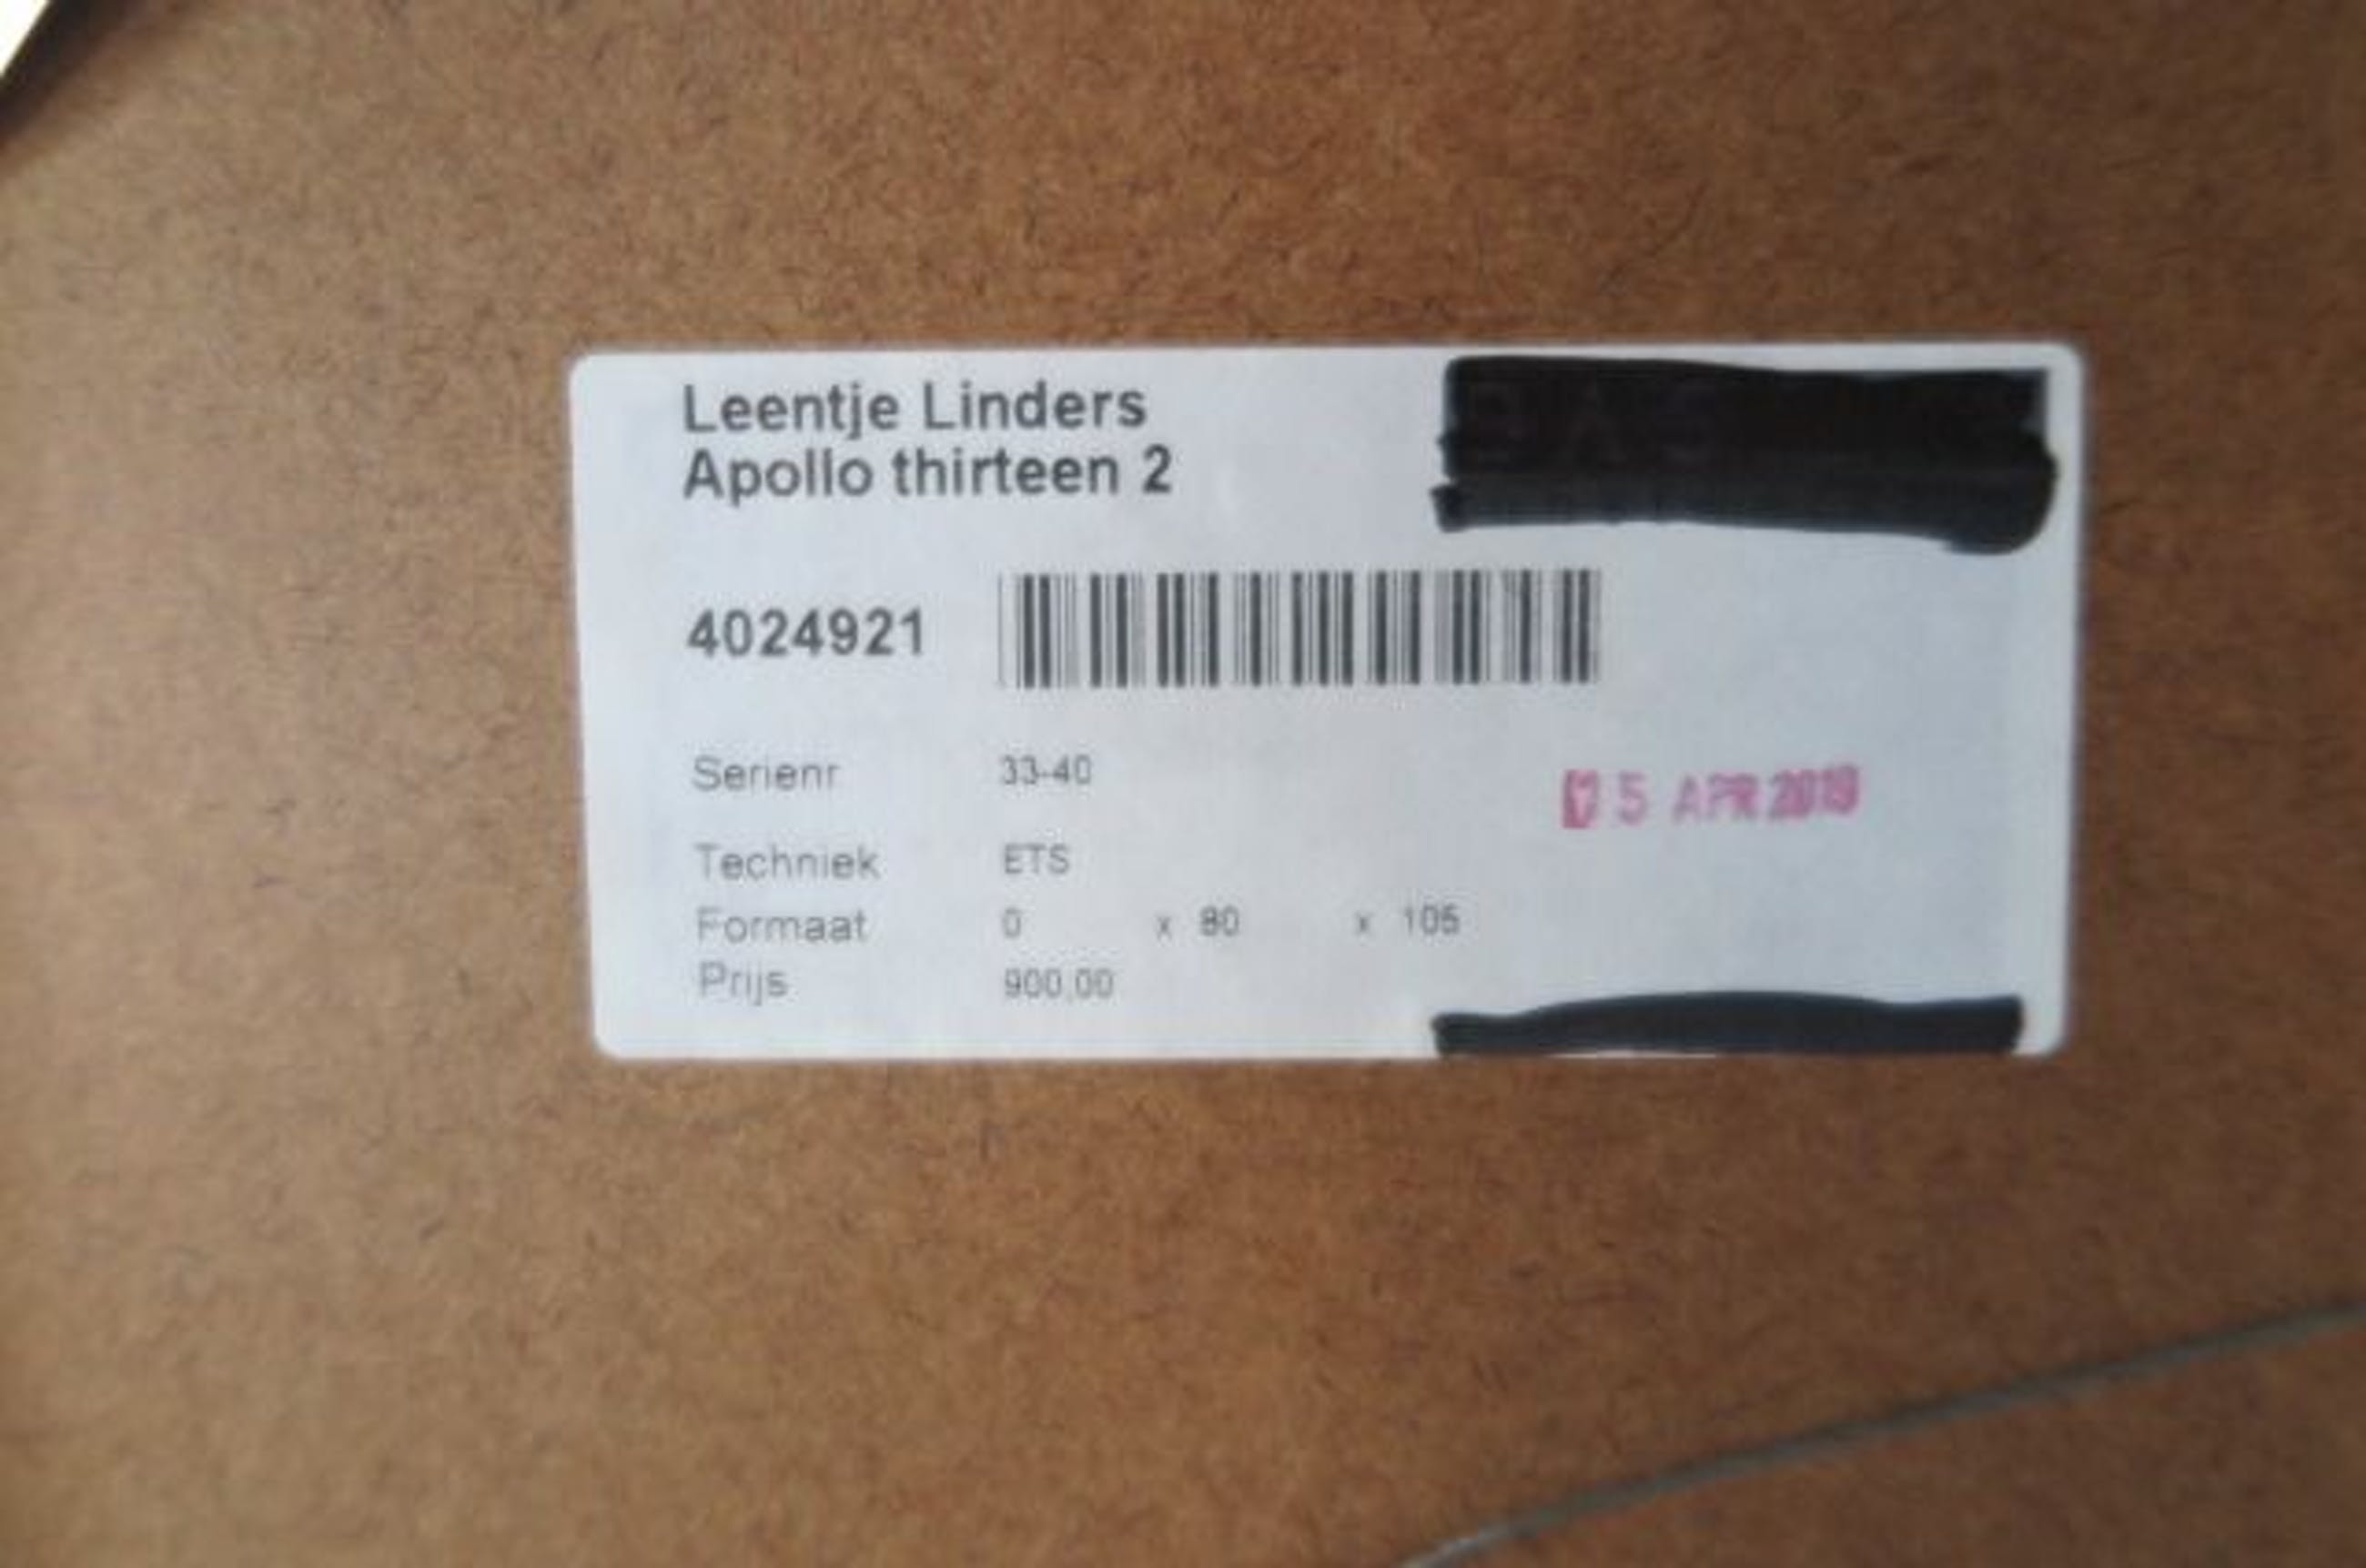 Leentje Linders
Apollo thirteen 2
4024921
Serienr 33-40
5 APR
Techniek ETS
Formaat 0 x 80 x 105
Prijs 900,00